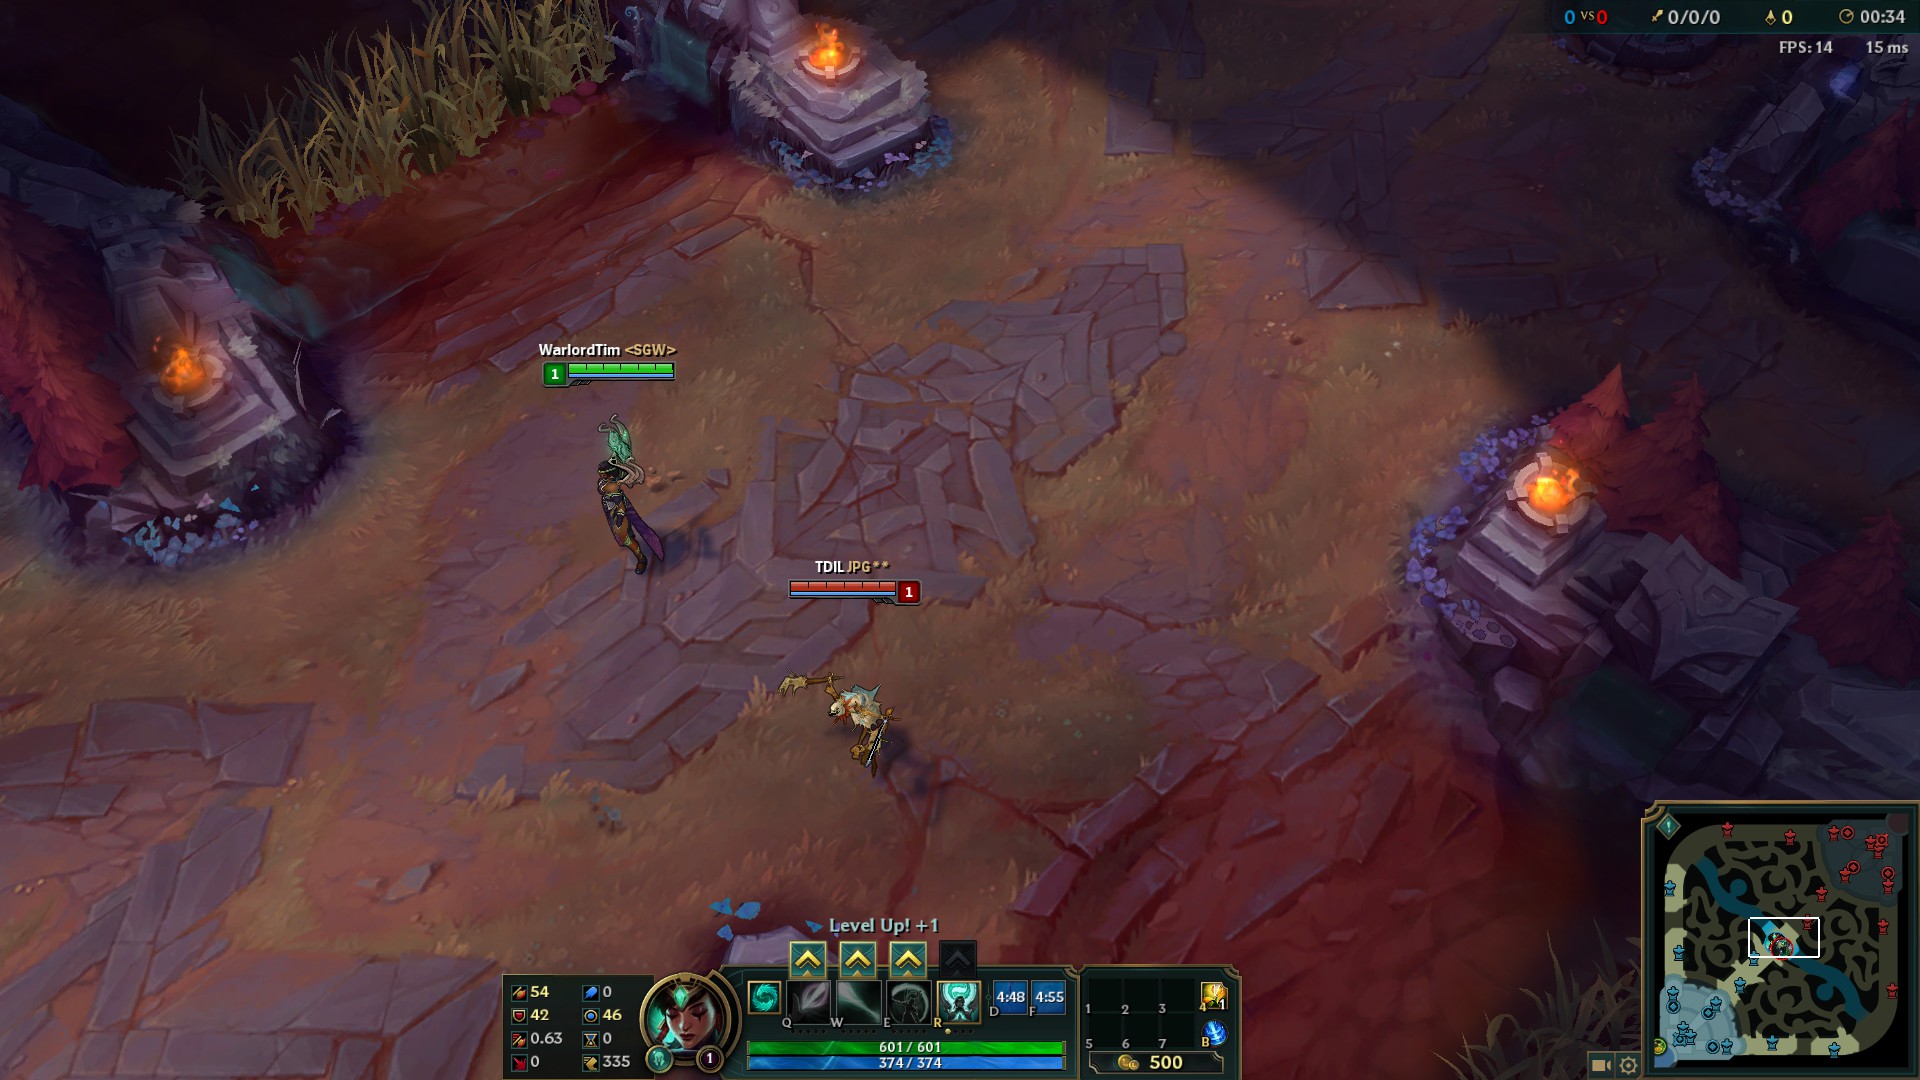 0 vs 0 0/0/0 0 00:34
FPS: 14 15 ms
WarlordTim <SGW>
1
TDIL JPG**
1
Level Up! +1
54 0
42 46
0.63 0
0 335
1
Q W E R
4:48 4:55
D F
601 / 601
374 / 374
1 2 3 4 1
5 6 7 B
500